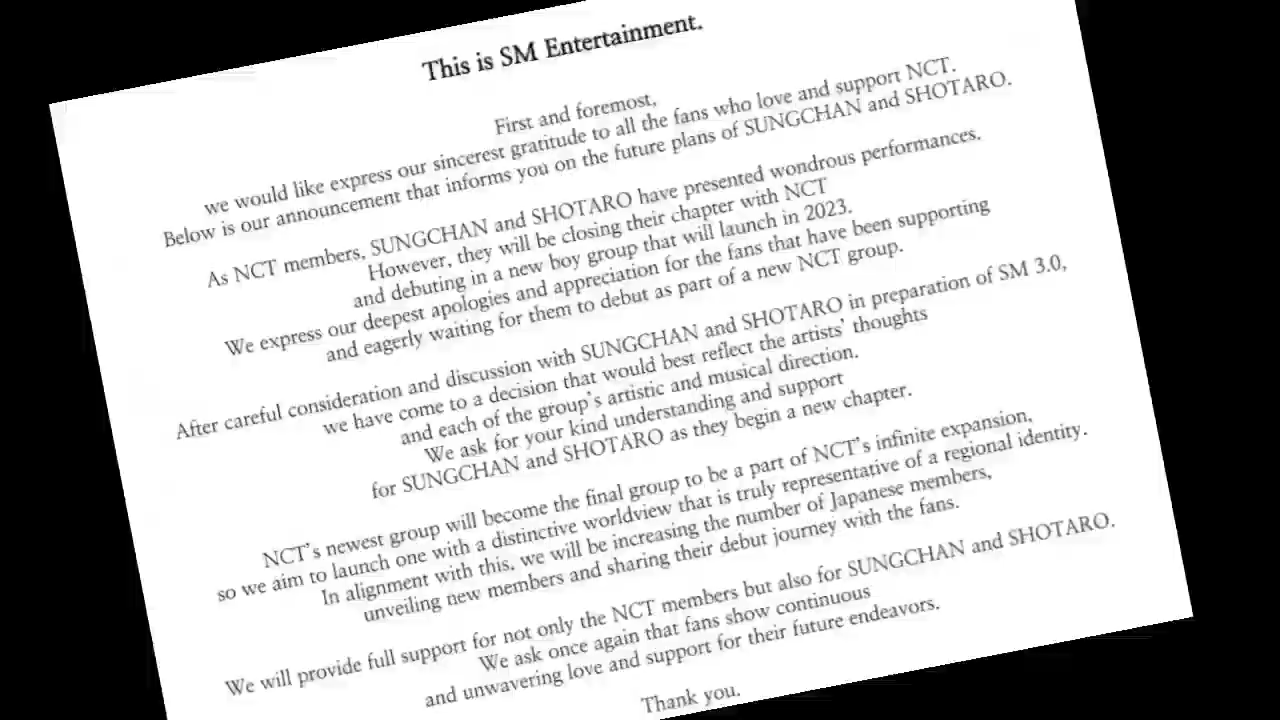 This is SM Entertainment.
First and foremost,
we would like express our sincerest gratitude to all the fans who love and support NCT.
Below is our announcement that informs you on the future plans of SUNGCHAN and SHOTARO.
As NCT members, SUNGCHAN and SHOTARO have presented wondrous performances.
However, they will be closing their chapter with NCT
and debuting in a new boy group that will launch in 2023.
We express our deepest apologies and appreciation for the fans that have been supporting
and eagerly waiting for them to debut as part of a new NCT group.
After careful consideration and discussion with SUNGCHAN and SHOTARO in preparation of SM 3.0,
we have come to a decision that would best reflect the artists' thoughts
and each of the group's artistic and musical direction.
We ask for your kind understanding and support
for SUNGCHAN and SHOTARO as they begin a new chapter.
NCT's newest group will become the final group to be a part of NCT's infinite expansion,
so we aim to launch one with a distinctive worldview that is truly representative of a regional identity.
In alignment with this, we will be increasing the number of Japanese members,
unveiling new members and sharing their debut journey with the fans.
We will provide full support for not only the NCT members but also for SUNGCHAN and SHOTARO.
We ask once again that fans show continuous
and unwavering love and support for their future endeavors.
Thank you.